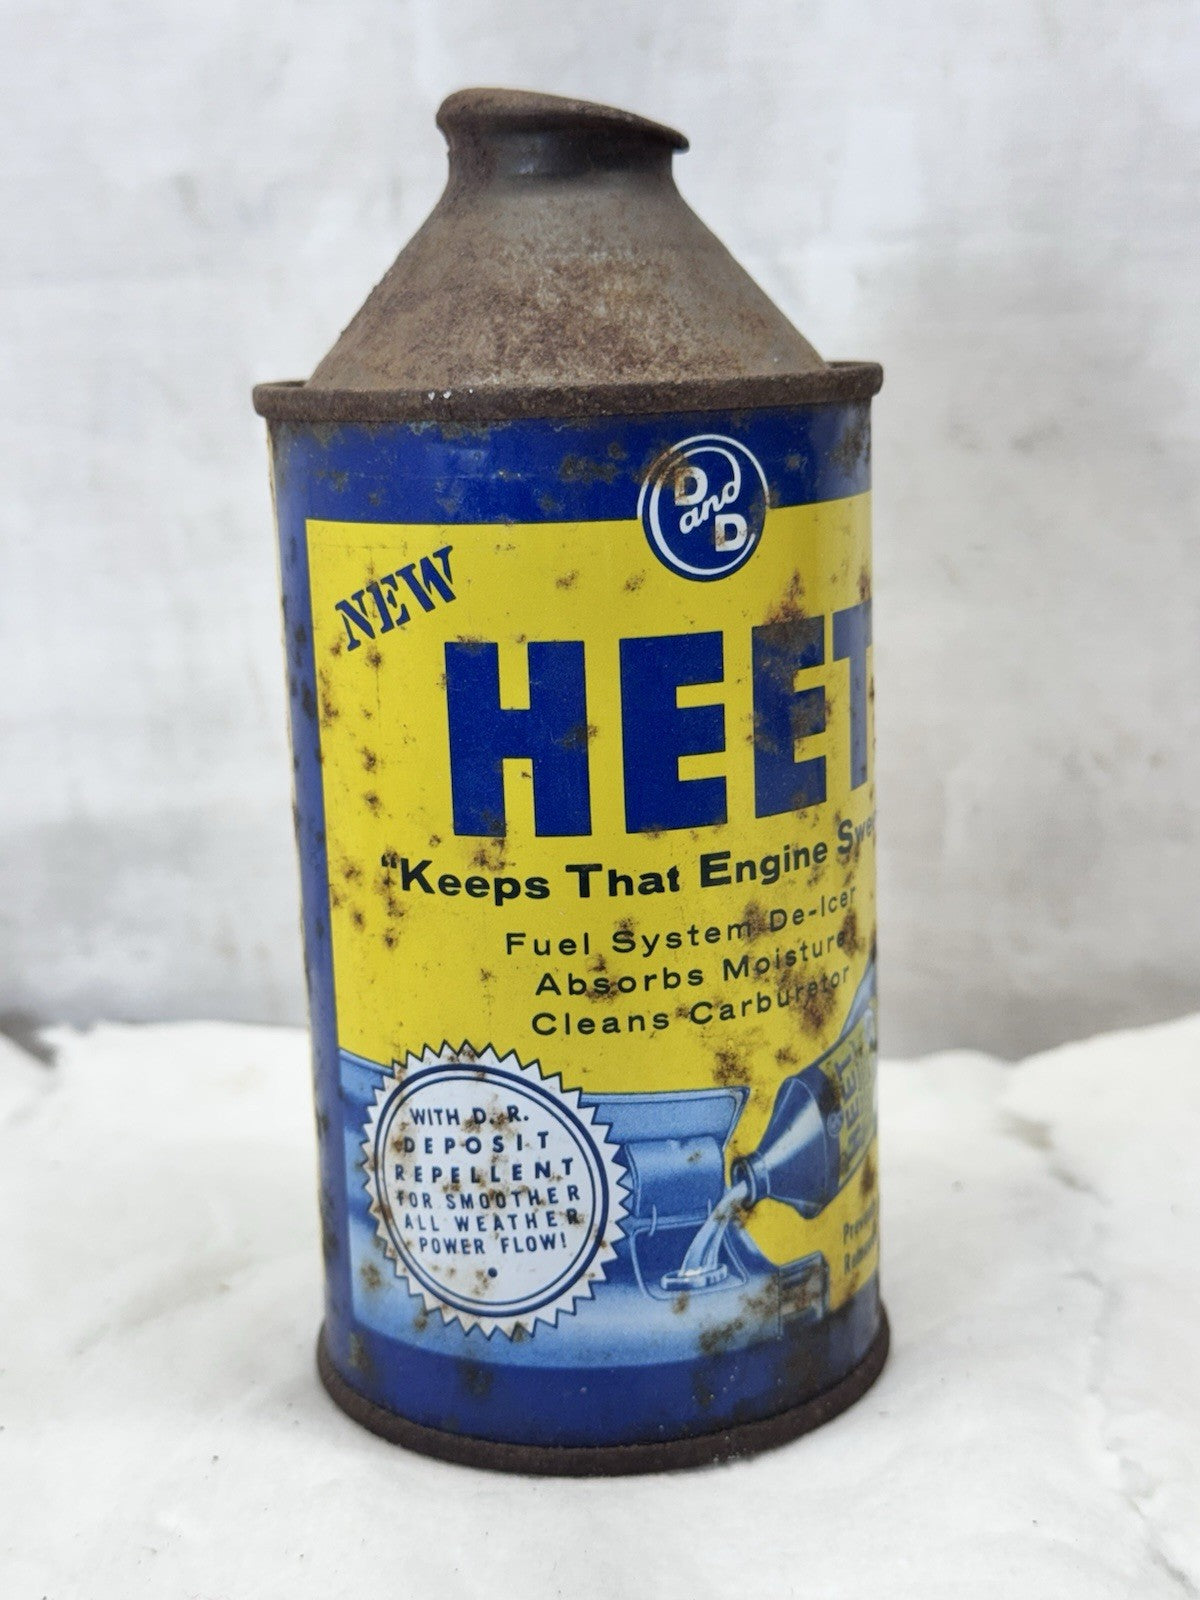 D and D
NEW
HEET
"Keeps That Engine
Fuel System De-Icer
Absorbs Moisture
Cleans Carburetor
HEET
WITH D. R.
DEPOSIT
REPELLENT
FOR SMOOTHER
ALL WEATHER
POWER FLOW!